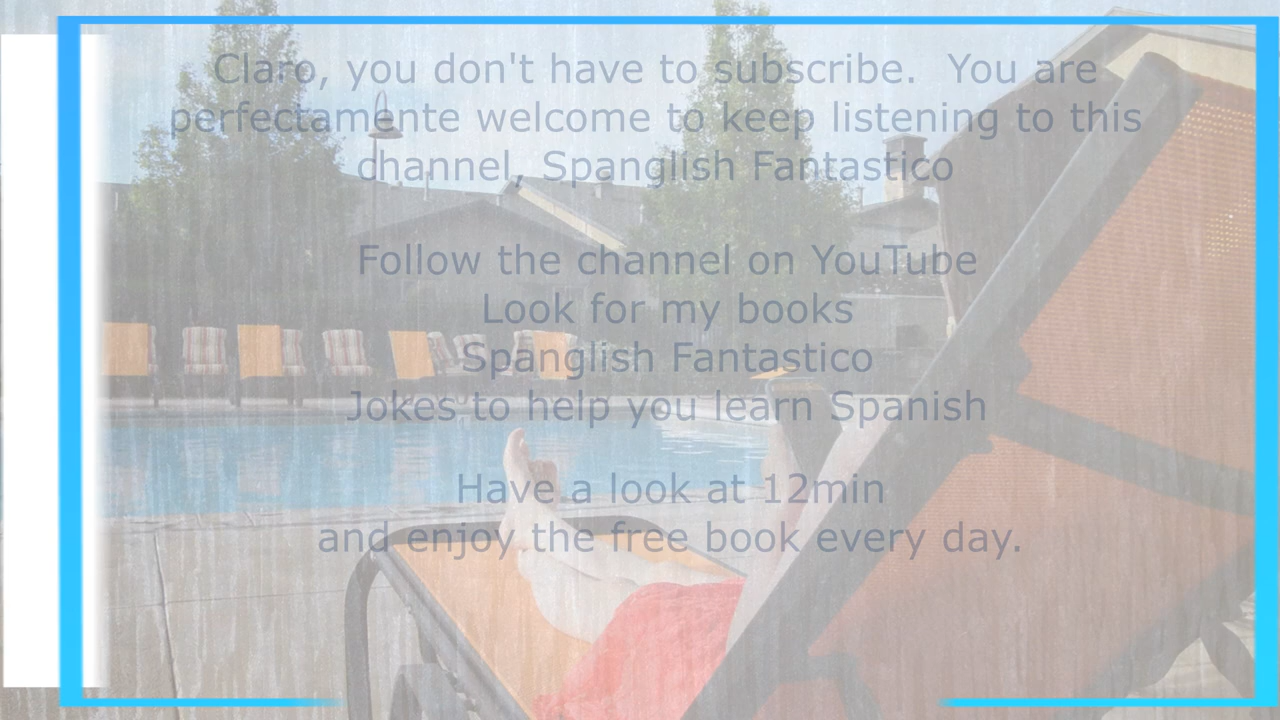 Claro, you don't have to subscribe.  You are
perfectamente welcome to keep listening to this
channel, Spanglish Fantastico
Follow the channel on YouTube
Look for my books
Spanglish Fantastico
Jokes to help you learn Spanish
Have a look at 12min
and enjoy the free book every day.